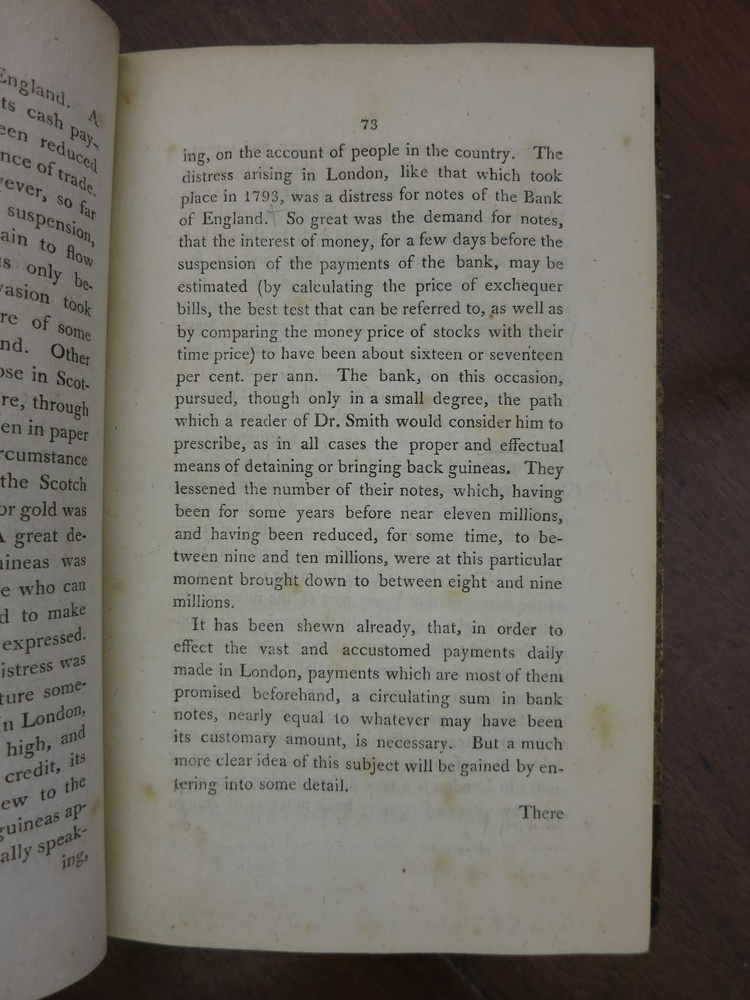 England. A
ts cash pay-
een reduced
nce of trade.
ever, so far
suspension,
ain to flow
s only be-
vasion took
re of some
nd. Other
ose in Scot-
re, through
en in paper
rcumstance
the Scotch
or gold was
A great de-
uineas was
e who can
d to make
expressed.
istress was
ture some-
n London,
high, and
credit, its
ew to the
guineas ap-
ally speak-
ing,
73
ing, on the account of people in the country. The
distress arising in London, like that which took
place in 1793, was a distress for notes of the Bank
of England. So great was the demand for notes,
that the interest of money, for a few days before the
suspension of the payments of the bank, may be
estimated (by calculating the price of exchequer
bills, the best test that can be referred to, as well as
by comparing the money price of stocks with their
time price) to have been about sixteen or seventeen
per cent. per ann. The bank, on this occasion,
pursued, though only in a small degree, the path
which a reader of Dr. Smith would consider him to
prescribe, as in all cases the proper and effectual
means of detaining or bringing back guineas. They
lessened the number of their notes, which, having
been for some years before near eleven millions,
and having been reduced, for some time, to be-
tween nine and ten millions, were at this particular
moment brought down to between eight and nine
millions.
It has been shewn already, that, in order to
effect the vast and accustomed payments daily
made in London, payments which are most of them
promised beforehand, a circulating sum in bank
notes, nearly equal to whatever may have been
its customary amount, is necessary. But a much
more clear idea of this subject will be gained by en-
tering into some detail.
There